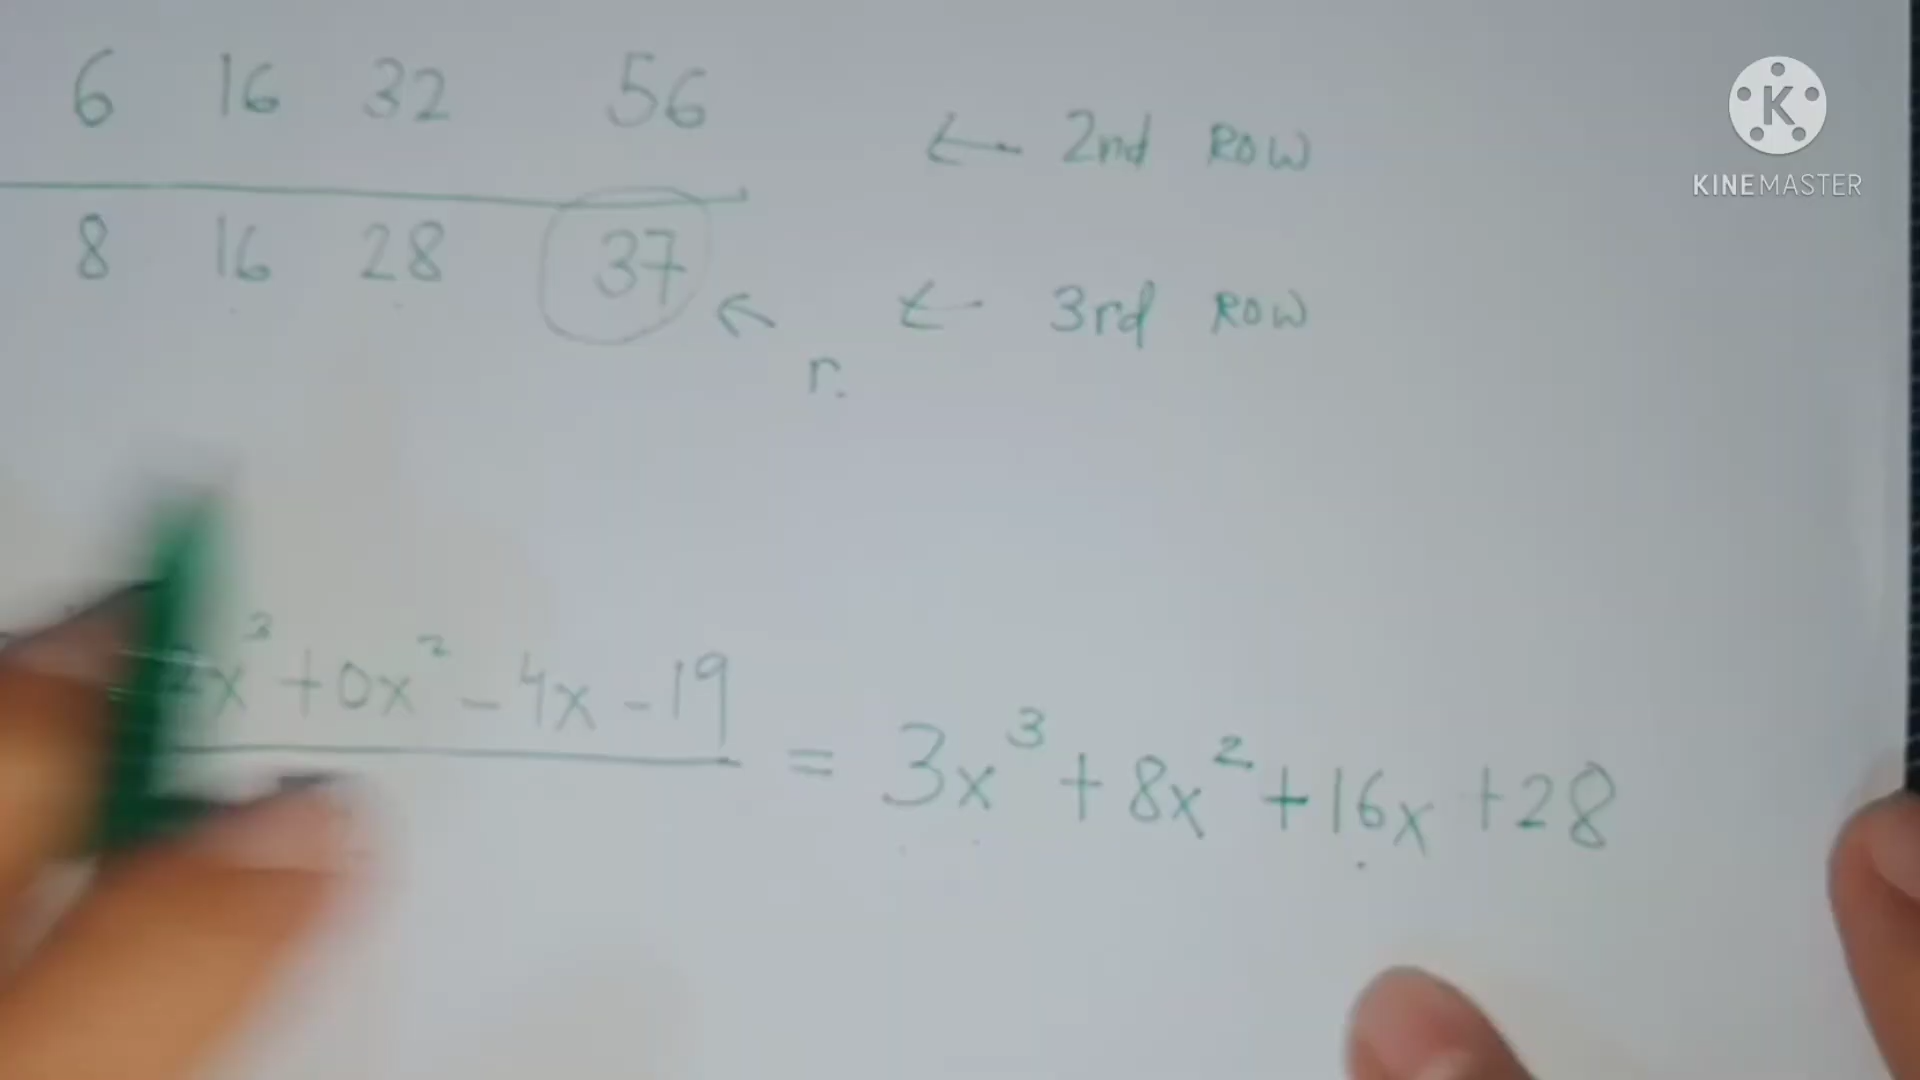 6 16 32 56 ← 2nd ROW
K
KINEMASTER
8 16 28 37 ← ← 3rd ROW
r.
2x³ + 0x² - 4x - 19 = 3x³ + 8x² + 16x + 28